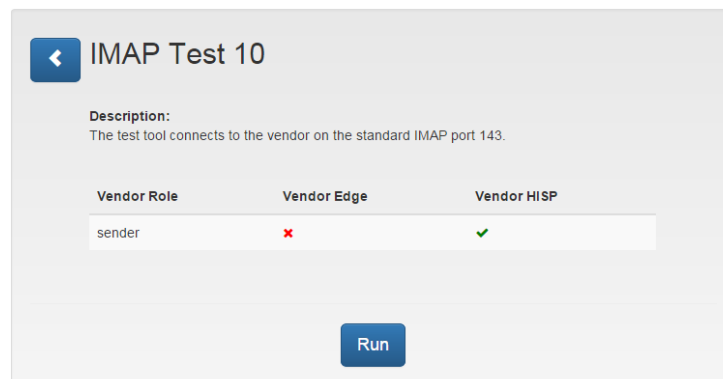 IMAP Test 10
Description:
The test tool connects to the vendor on the standard IMAP port 143.
Vendor Role Vendor Edge Vendor HISP
sender
Run